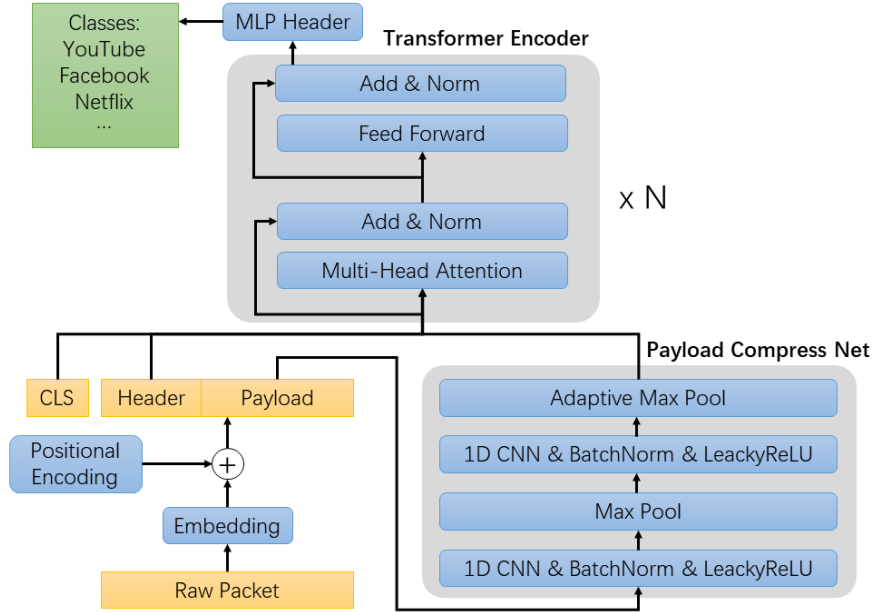 Classes:
YouTube
Facebook
Netflix
...
MLP Header
Transformer Encoder
Add & Norm
Feed Forward
x N
Add & Norm
Multi-Head Attention
Payload Compress Net
CLS
Header
Payload
Adaptive Max Pool
Positional
Encoding
+
1D CNN & BatchNorm & LeackyReLU
Max Pool
Embedding
1D CNN & BatchNorm & LeackyReLU
Raw Packet